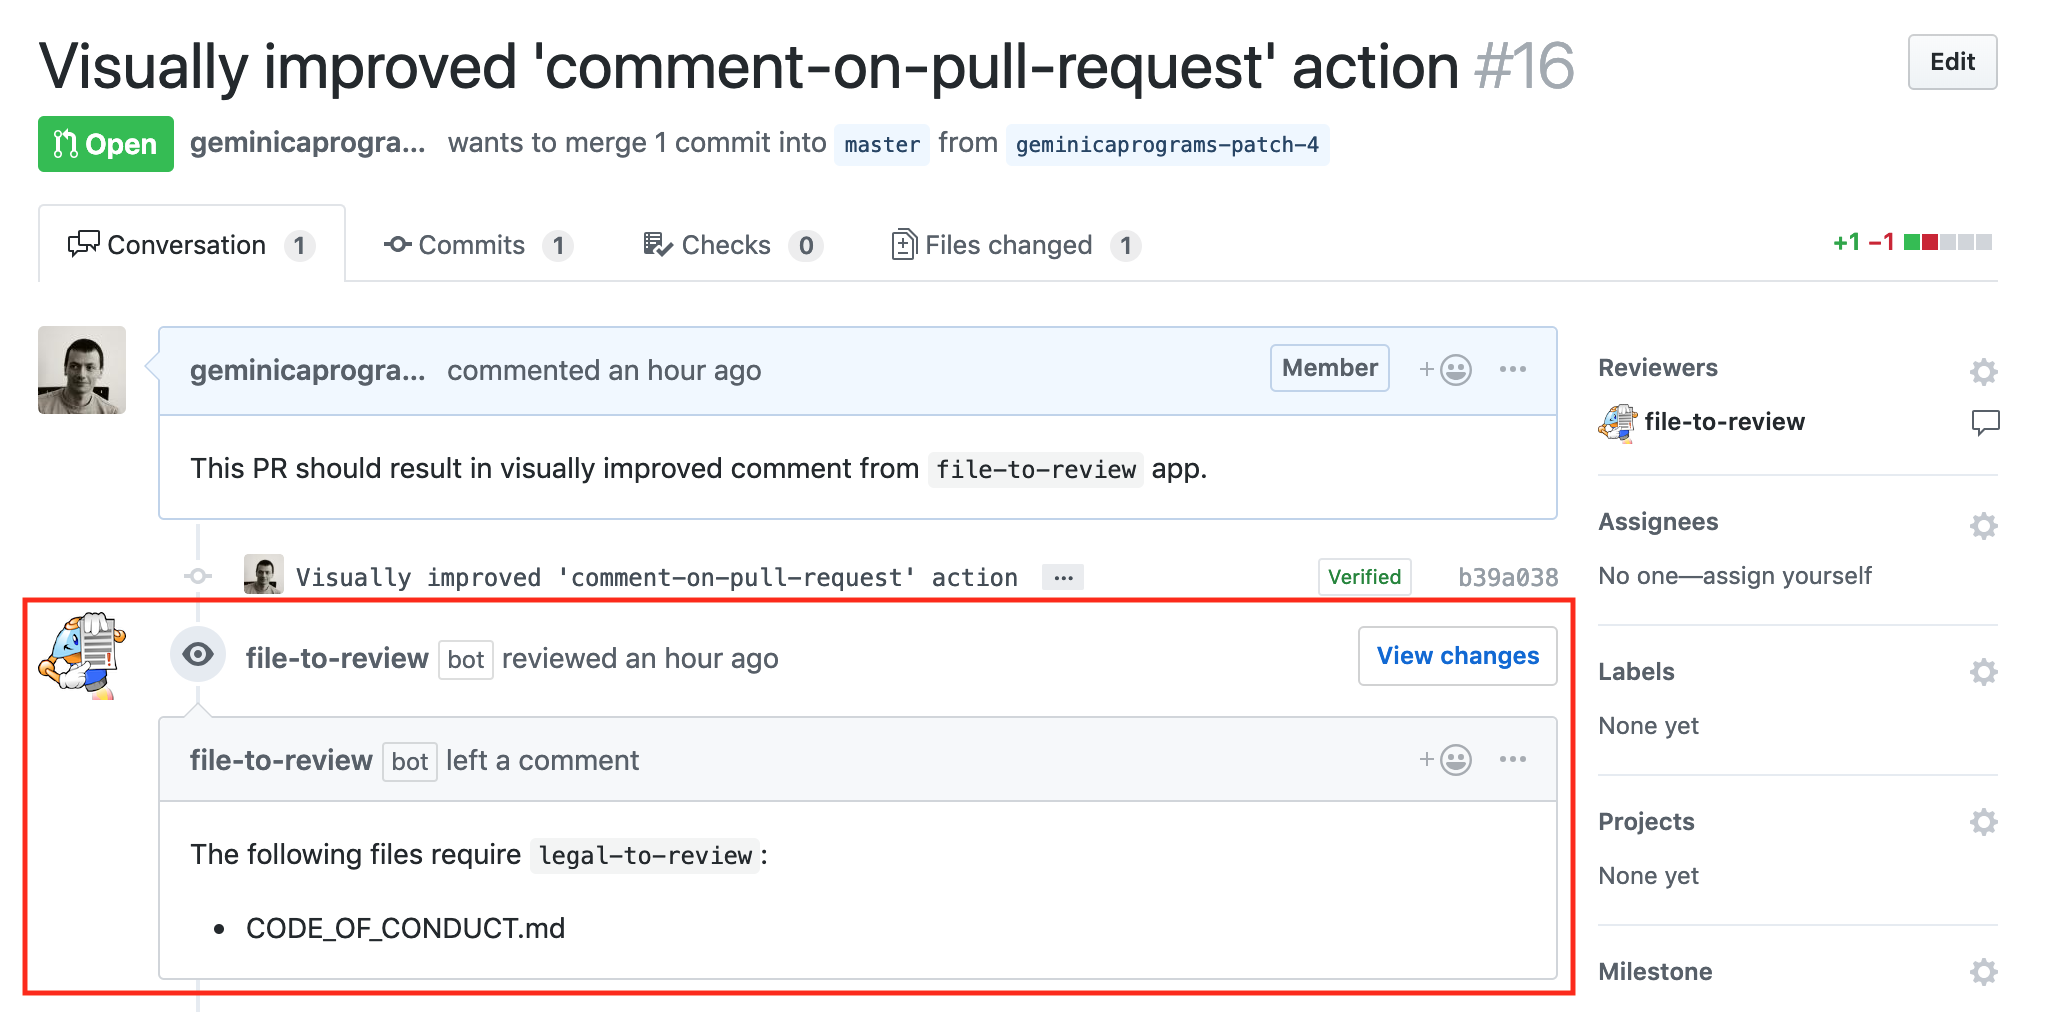 Visually improved 'comment-on-pull-request' action #16
Edit
Open geminicaprogra... wants to merge 1 commit into master from geminicaprograms-patch-4
Conversation 1 Commits 1 Checks 0 Files changed 1 +1 −1
geminicaprogra... commented an hour ago Member
This PR should result in visually improved comment from file-to-review app.
Visually improved 'comment-on-pull-request' action ... Verified b39a038
file-to-review bot reviewed an hour ago View changes
file-to-review bot left a comment
The following files require legal-to-review:
• CODE_OF_CONDUCT.md
Reviewers
file-to-review
Assignees
No one—assign yourself
Labels
None yet
Projects
None yet
Milestone